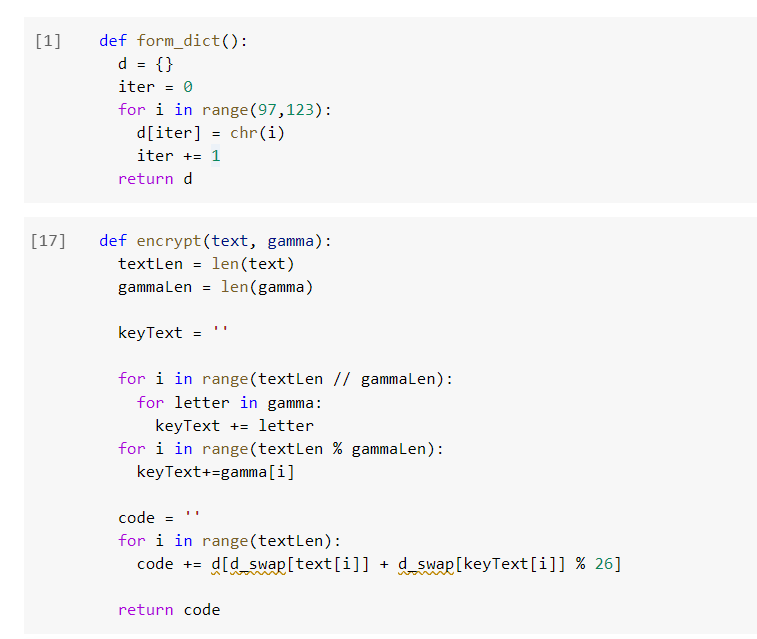 [1] def form_dict():
d = {}
iter = 0
for i in range(97,123):
d[iter] = chr(i)
iter += 1
return d
[17] def encrypt(text, gamma):
textLen = len(text)
gammaLen = len(gamma)
keyText = ''
for i in range(textLen // gammaLen):
for letter in gamma:
keyText += letter
for i in range(textLen % gammaLen):
keyText+=gamma[i]
code = ''
for i in range(textLen):
code += d[d_swap[text[i]] + d_swap[keyText[i]] % 26]
return code